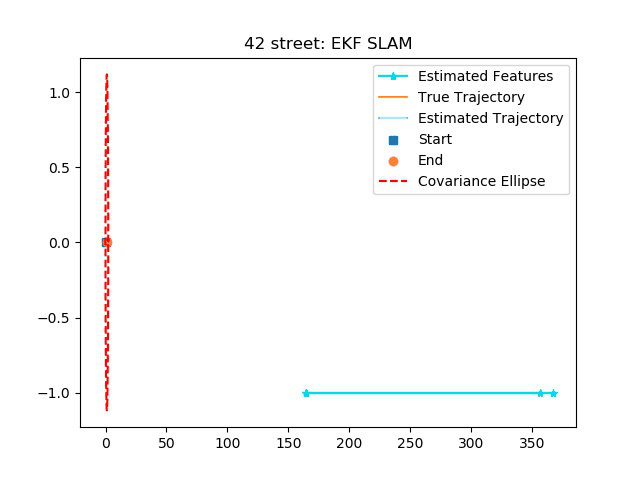 42 street: EKF SLAM
Estimated Features
True Trajectory
Estimated Trajectory
Start
End
Covariance Ellipse
1.0
0.5
0.0
−0.5
−1.0
0 50 100 150 200 250 300 350